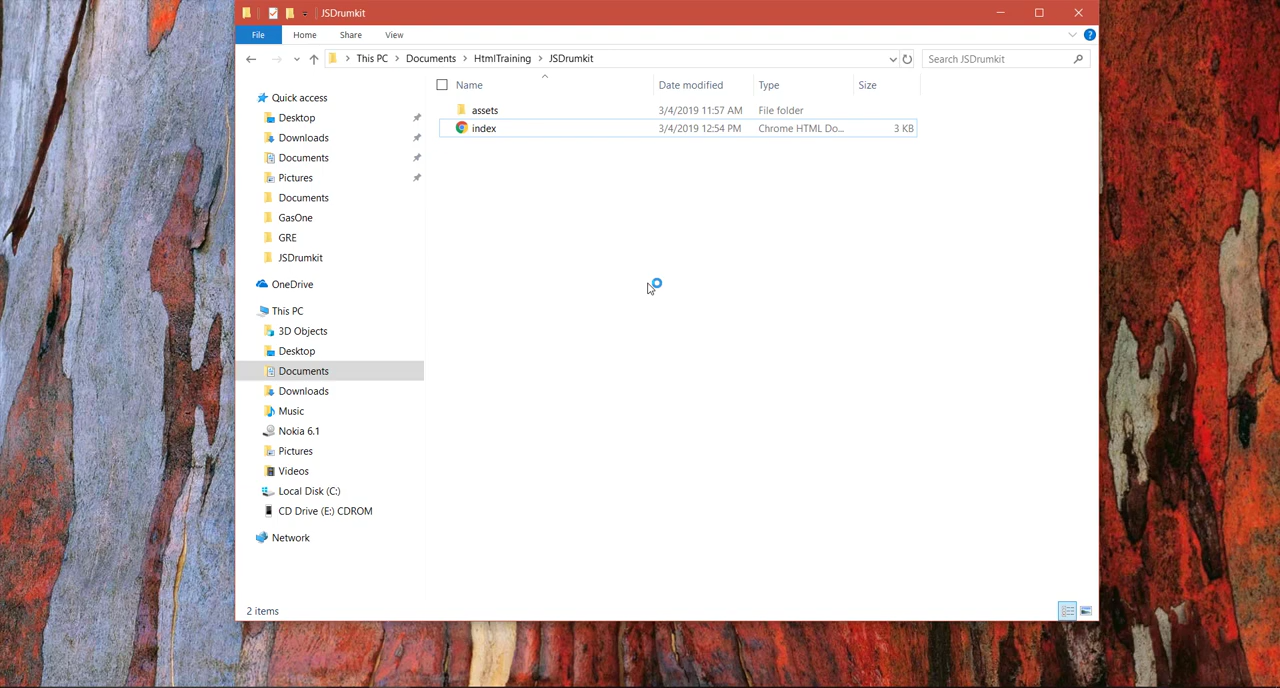 JSDrumkit
File Home Share View
This PC Documents HtmlTraining JSDrumkit Search JSDrumkit
Name Date modified Type Size
assets 3/4/2019 11:57 AM File folder
index 3/4/2019 12:54 PM Chrome HTML Do... 3 KB
Quick access
Desktop
Downloads
Documents
Pictures
Documents
GasOne
GRE
JSDrumkit
OneDrive
This PC
3D Objects
Desktop
Documents
Downloads
Music
Nokia 6.1
Pictures
Videos
Local Disk (C:)
CD Drive (E:) CDROM
Network
2 items